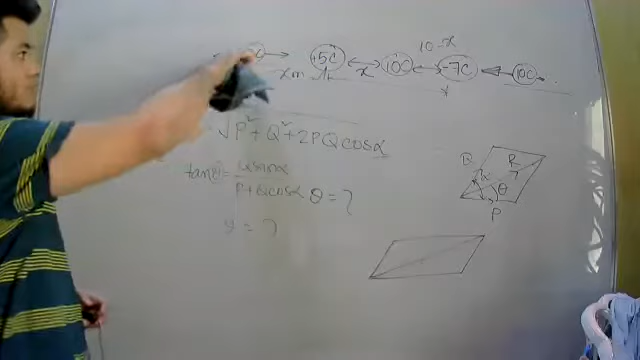 10-x
+5C 10C -7C 10C
xm x
√P²+Q²+2PQ cosα
tanθ = Qsinα
P+Qcosα θ = ?
y = ?
Q R
α θ
P